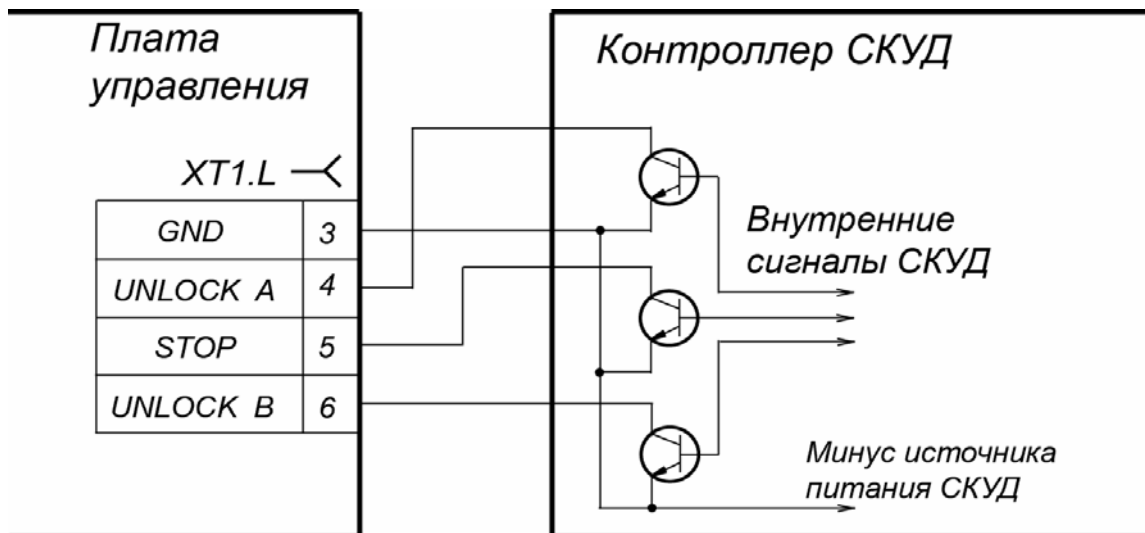 Плата
управления
Контроллер СКУД
XT1.L
GND 3
UNLOCK A 4
STOP 5
UNLOCK B 6
Внутренние
сигналы СКУД
Минус источника
питания СКУД